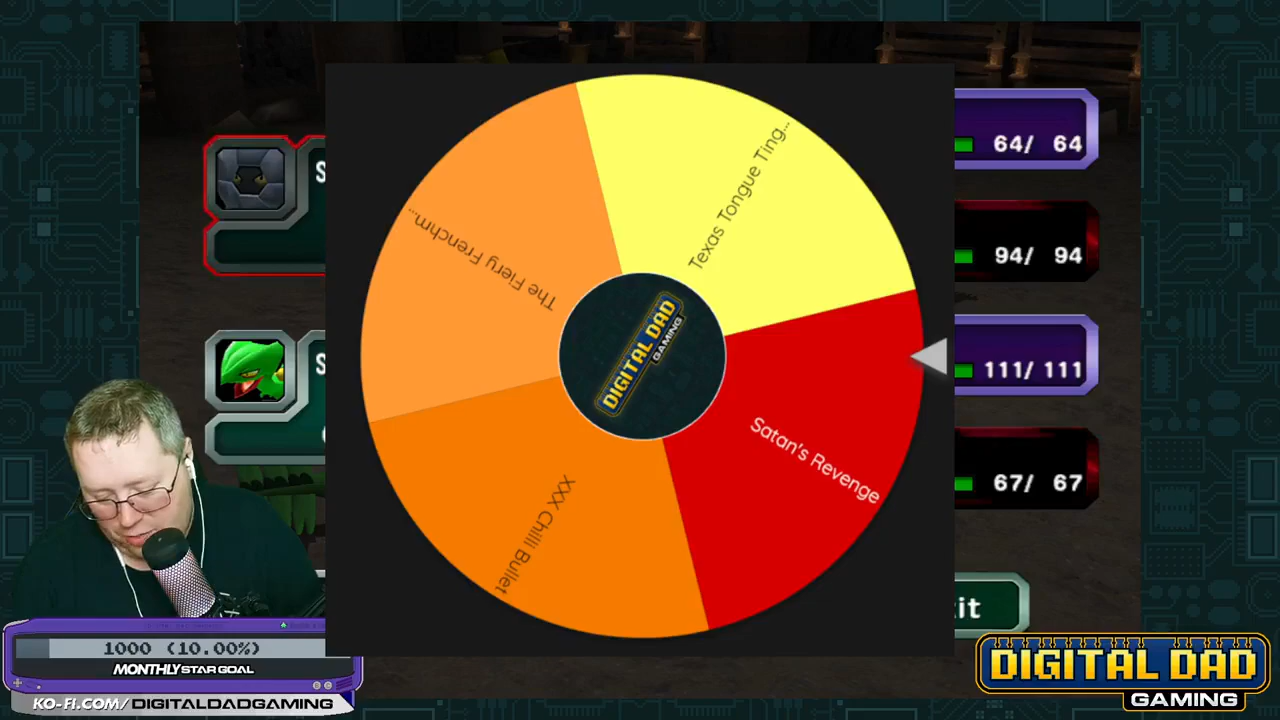 S
64/ 64
94/ 94
S
111/ 111
67/ 67
it
Texas Tongue Ting...
The Fiery Frenchm...
Satan's Revenge
XXX Chilli Bullet
DIGITAL DAD
GAMING
1000 (10.00%)
MONTHLY STAR GOAL
KO-FI.COM/DIGITALDADGAMING
DIGITAL DAD
GAMING